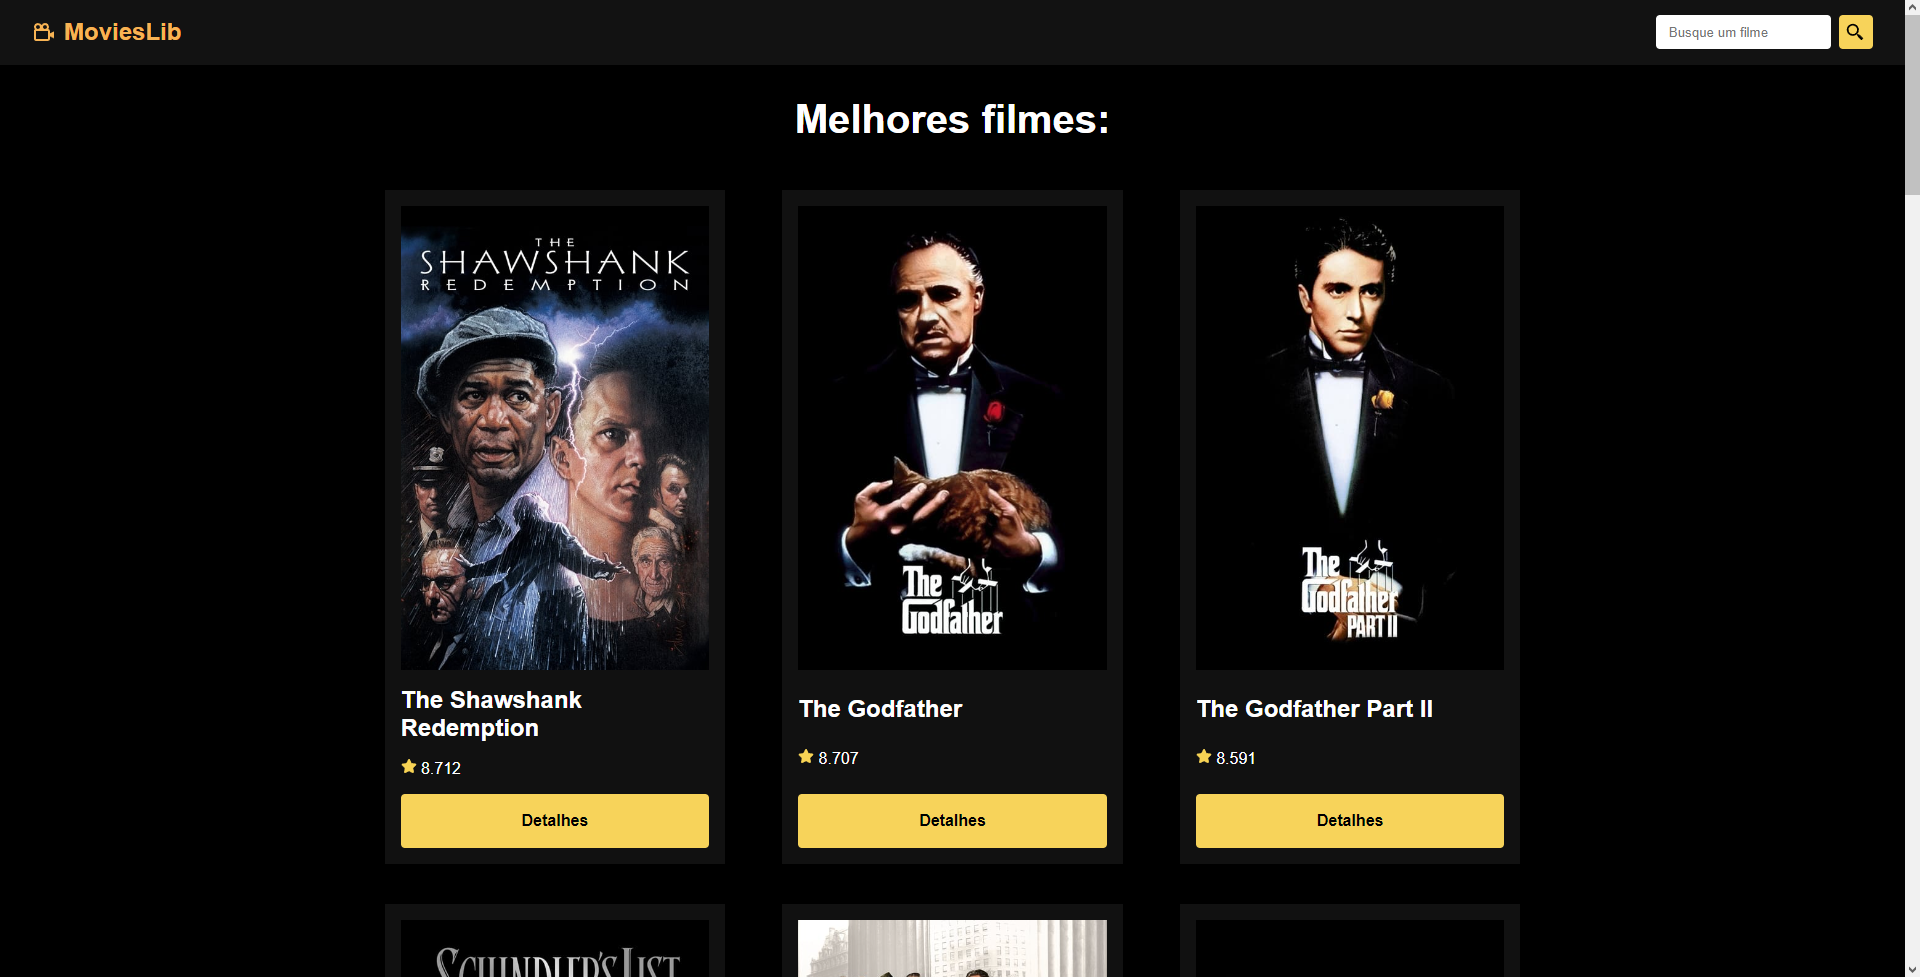 MoviesLib
Busque um filme
Melhores filmes:
THE
SHAWSHANK
REDEMPTION
The
Godfather
The
Godfather
PART II
The Shawshank
Redemption
The Godfather
The Godfather Part II
8.712
8.707
8.591
Detalhes
Detalhes
Detalhes
SCHINDLER'S LIST